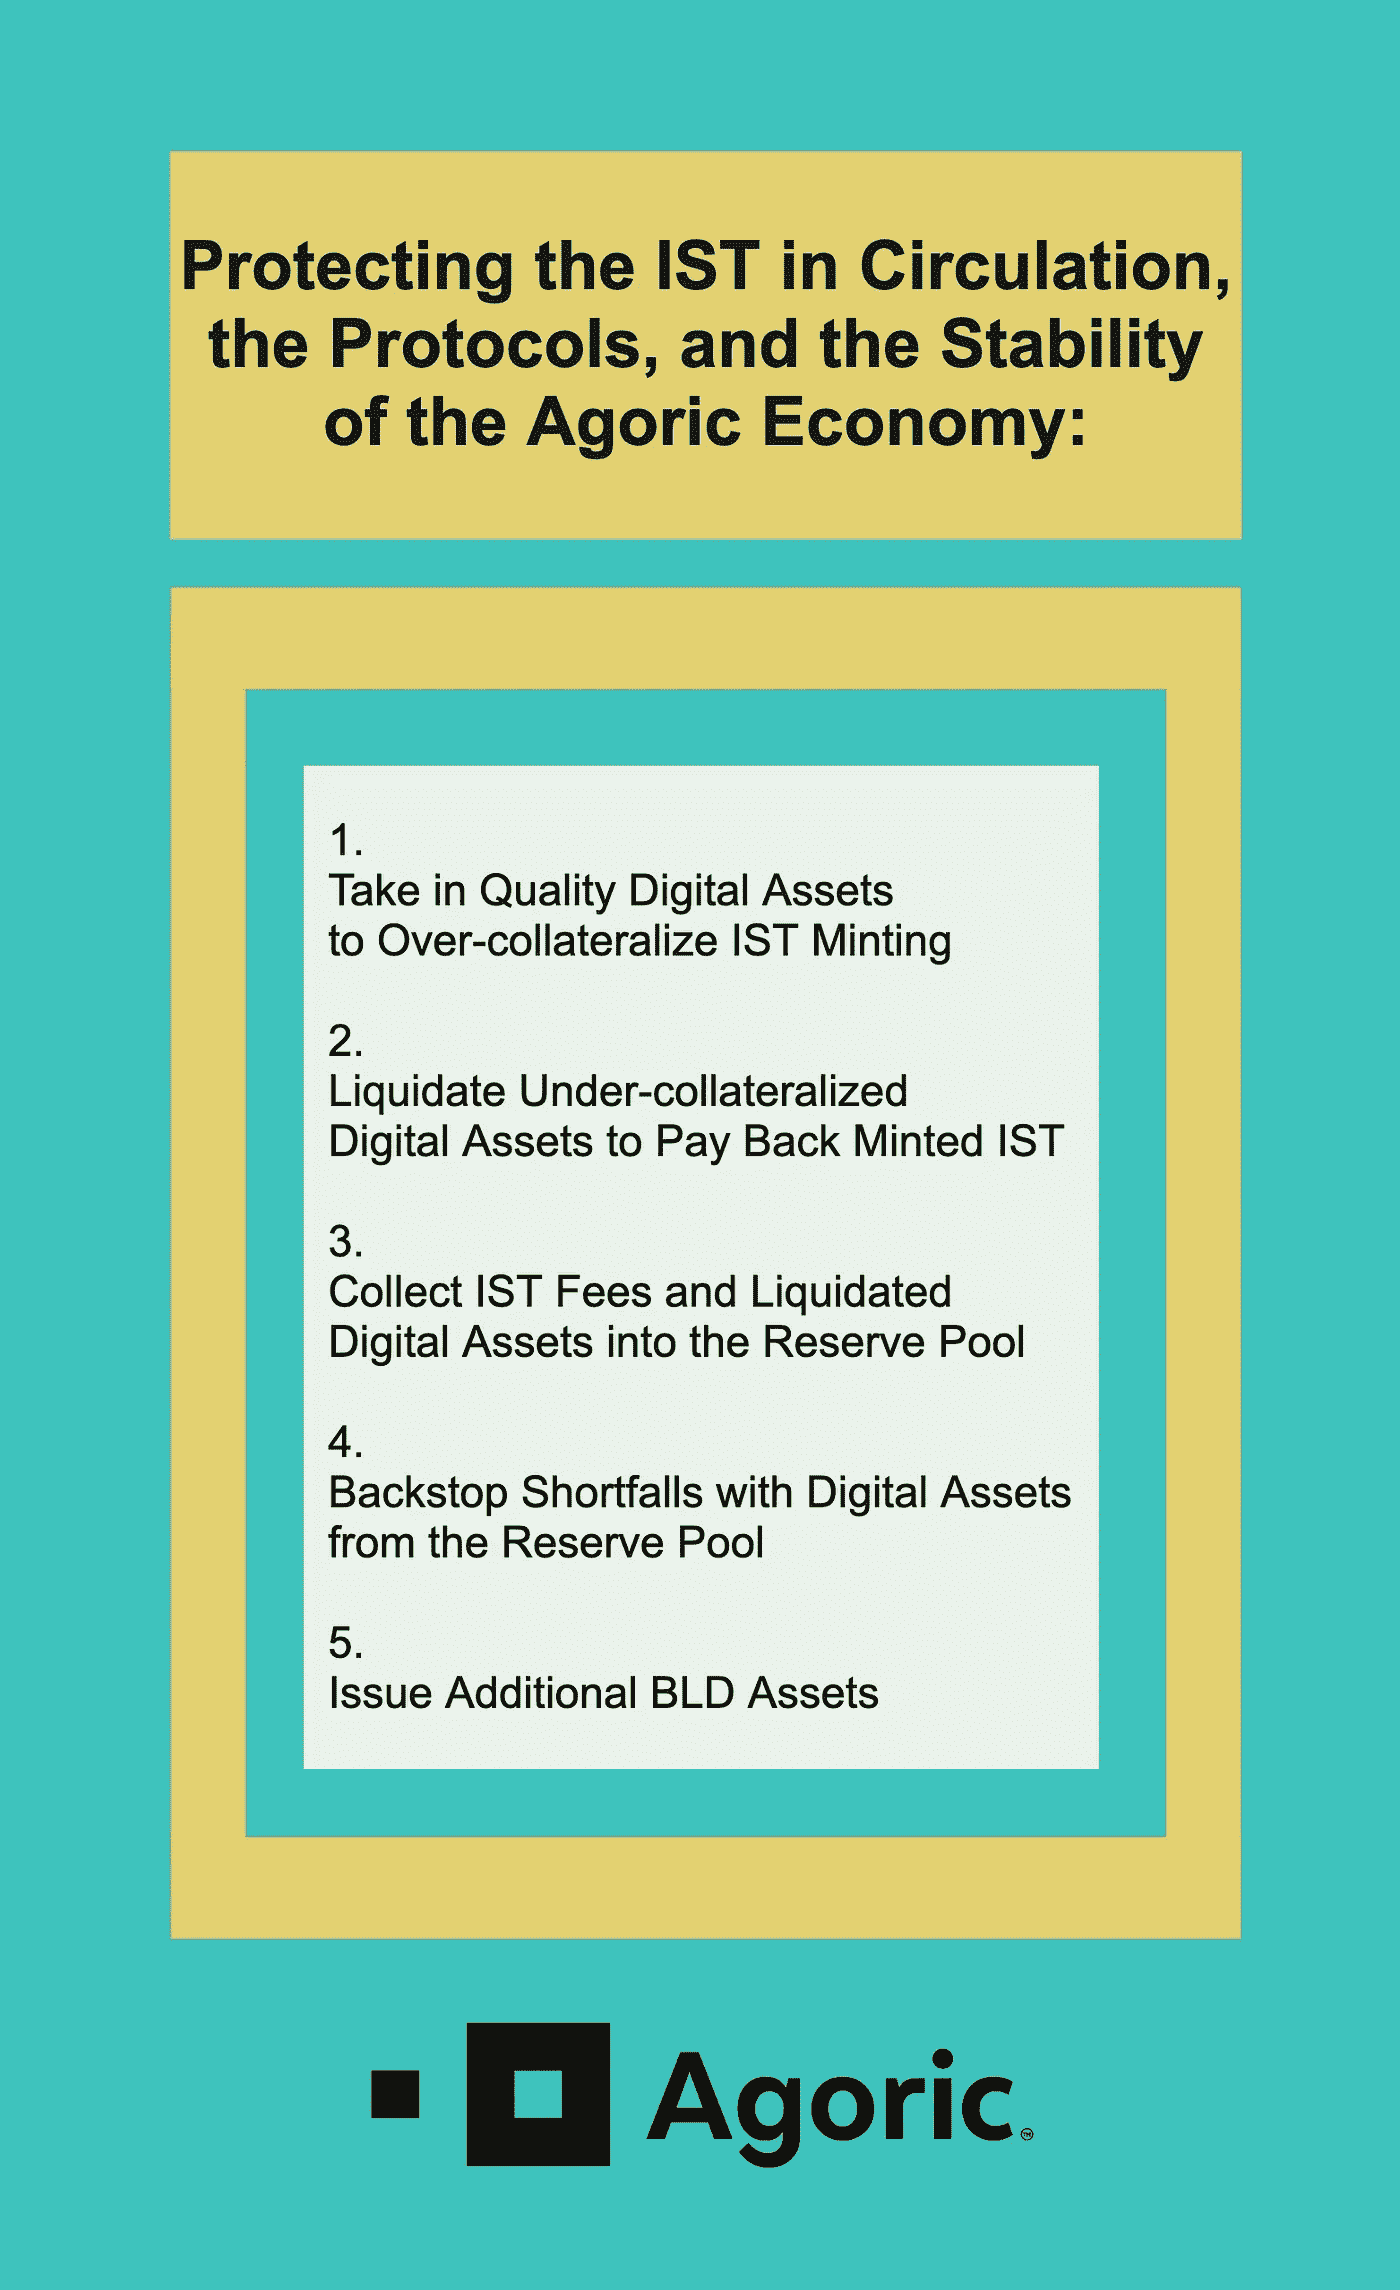 Protecting the IST in Circulation,
the Protocols, and the Stability
of the Agoric Economy:
1.
Take in Quality Digital Assets
to Over-collateralize IST Minting
2.
Liquidate Under-collateralized
Digital Assets to Pay Back Minted IST
3.
Collect IST Fees and Liquidated
Digital Assets into the Reserve Pool
4.
Backstop Shortfalls with Digital Assets
from the Reserve Pool
5.
Issue Additional BLD Assets
Agoric™